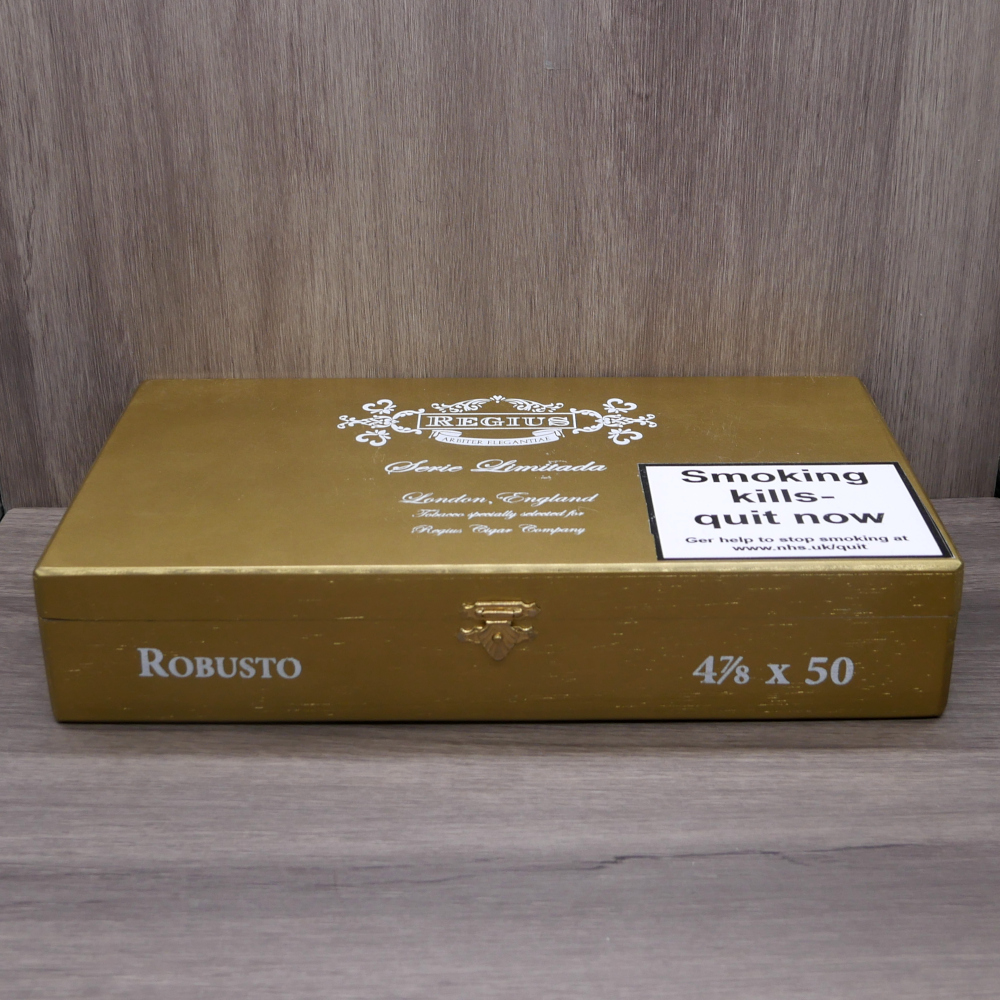 REGIUS
ARBITER ELEGANTIAE
Serie Limitada
London, England
Tobacco specially selected for
Regius Cigar Company
Smoking
kills-
quit now
Ger help to stop smoking at
www.nhs.uk/quit
ROBUSTO
4⅞ x 50